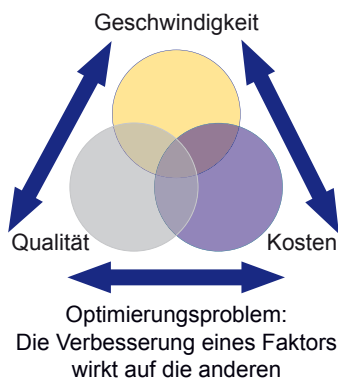 Geschwindigkeit
Qualität
Kosten
Optimierungsproblem:
Die Verbesserung eines Faktors
wirkt auf die anderen